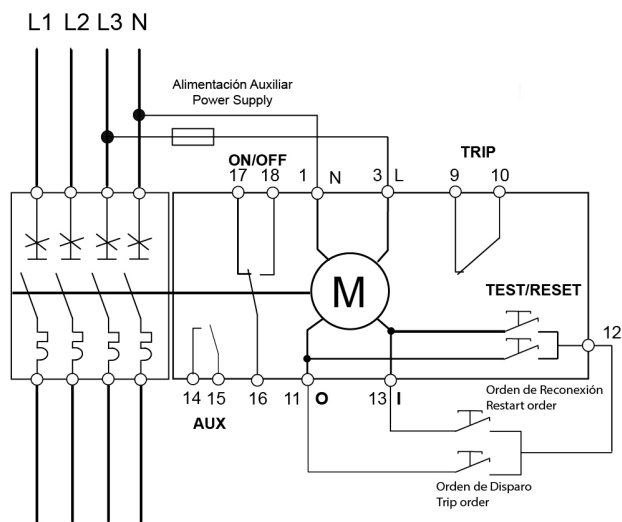 L1 L2 L3 N
Alimentación Auxiliar
Power Supply
ON/OFF
TRIP
17 18 1 N 3 L 9 10
M
TEST/RESET
12
14 15 16 11 O 13 I
AUX
Orden de Reconexión
Restart order
Orden de Disparo
Trip order